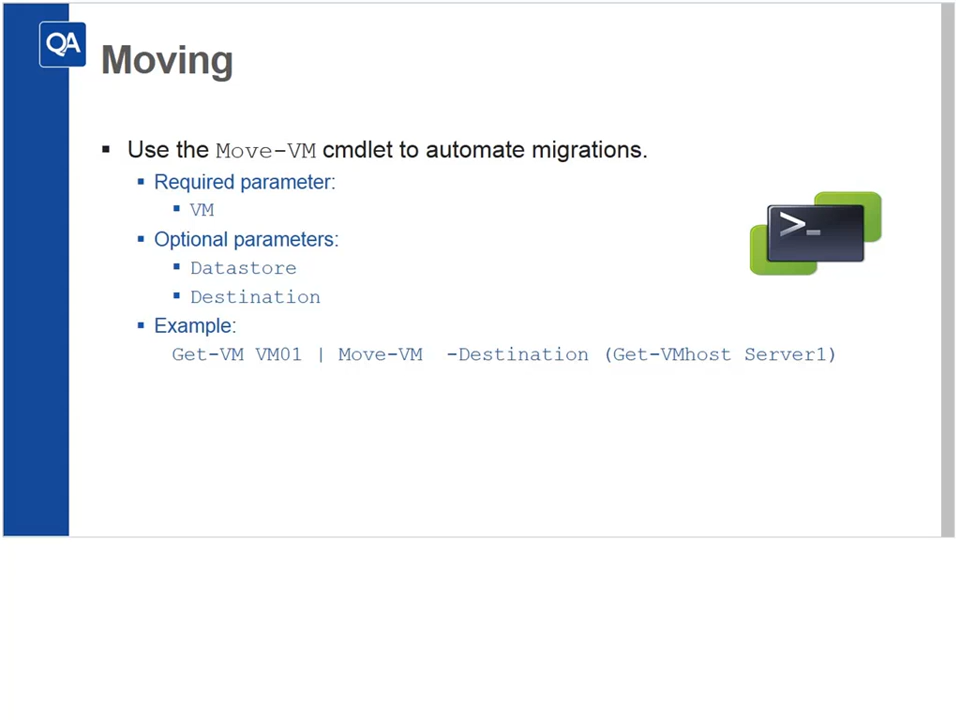 QA
Moving
▪ Use the Move-VM cmdlet to automate migrations.
▪ Required parameter:
▪ VM
▪ Optional parameters:
▪ Datastore
▪ Destination
▪ Example:
Get-VM VM01 | Move-VM  -Destination (Get-VMhost Server1)
>_